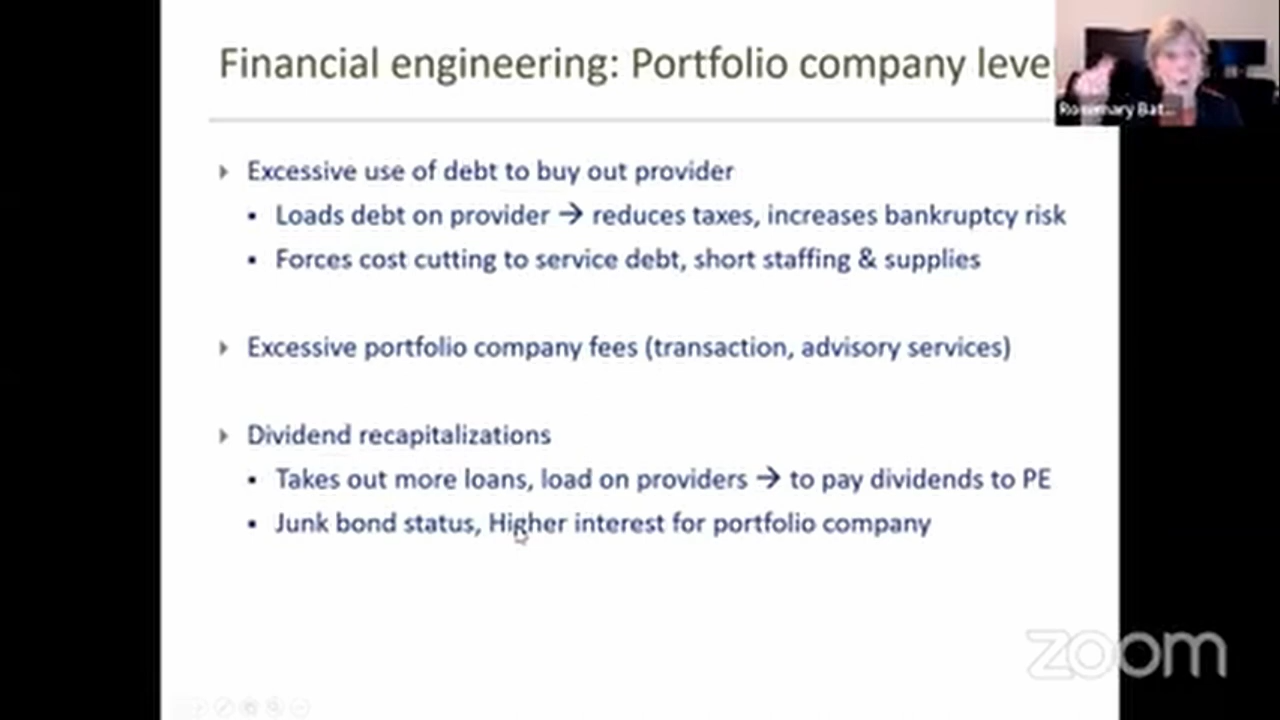 Financial engineering: Portfolio company leve
Rosemary Bat...
Excessive use of debt to buy out provider
Loads debt on provider → reduces taxes, increases bankruptcy risk
Forces cost cutting to service debt, short staffing & supplies
Excessive portfolio company fees (transaction, advisory services)
Dividend recapitalizations
Takes out more loans, load on providers → to pay dividends to PE
Junk bond status, Higher interest for portfolio company
zoom